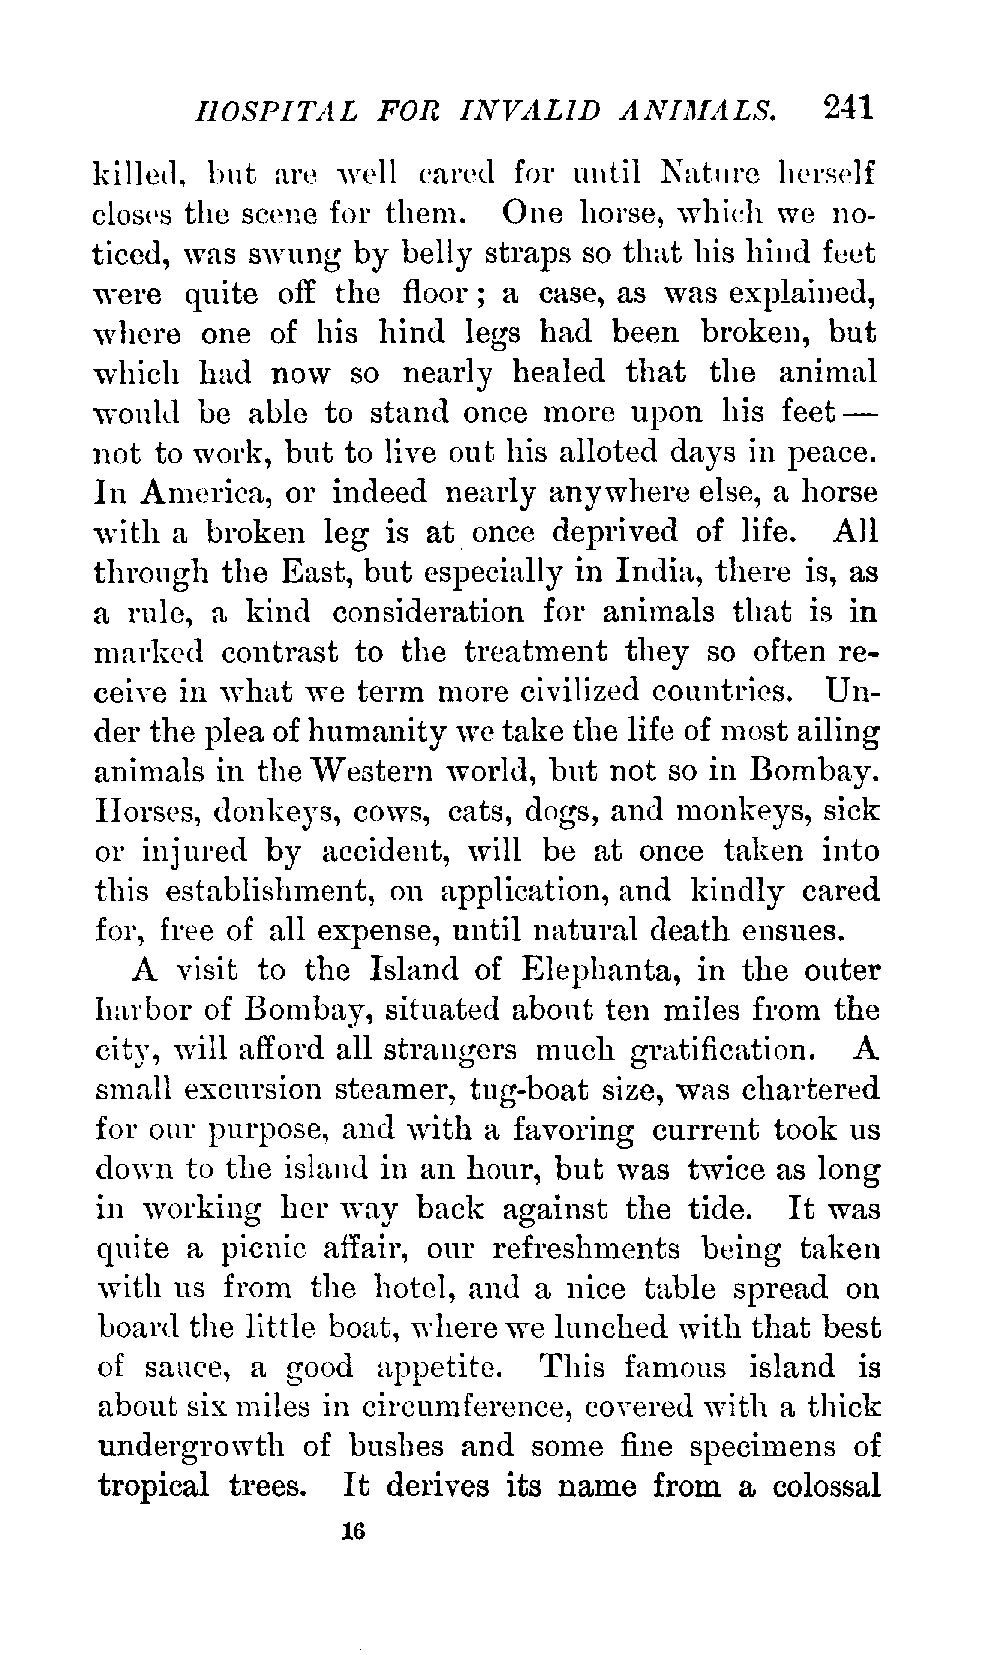 HOSPITAL FOR INVALID ANIMALS. 241
killed, but are well cared for until Nature herself
closes the scene for them. One horse, which we no-
ticed, was swung by belly straps so that his hind feet
were quite off the floor; a case, as was explained,
where one of his hind legs had been broken, but
which had now so nearly healed that the animal
would be able to stand once more upon his feet—
not to work, but to live out his alloted days in peace.
In America, or indeed nearly anywhere else, a horse
with a broken leg is at once deprived of life. All
through the East, but especially in India, there is, as
a rule, a kind consideration for animals that is in
marked contrast to the treatment they so often re-
ceive in what we term more civilized countries. Un-
der the plea of humanity we take the life of most ailing
animals in the Western world, but not so in Bombay.
Horses, donkeys, cows, cats, dogs, and monkeys, sick
or injured by accident, will be at once taken into
this establishment, on application, and kindly cared
for, free of all expense, until natural death ensues.
A visit to the Island of Elephanta, in the outer
harbor of Bombay, situated about ten miles from the
city, will afford all strangers much gratification. A
small excursion steamer, tug-boat size, was chartered
for our purpose, and with a favoring current took us
down to the island in an hour, but was twice as long
in working her way back against the tide. It was
quite a picnic affair, our refreshments being taken
with us from the hotel, and a nice table spread on
board the little boat, where we lunched with that best
of sauce, a good appetite. This famous island is
about six miles in circumference, covered with a thick
undergrowth of bushes and some fine specimens of
tropical trees. It derives its name from a colossal
16